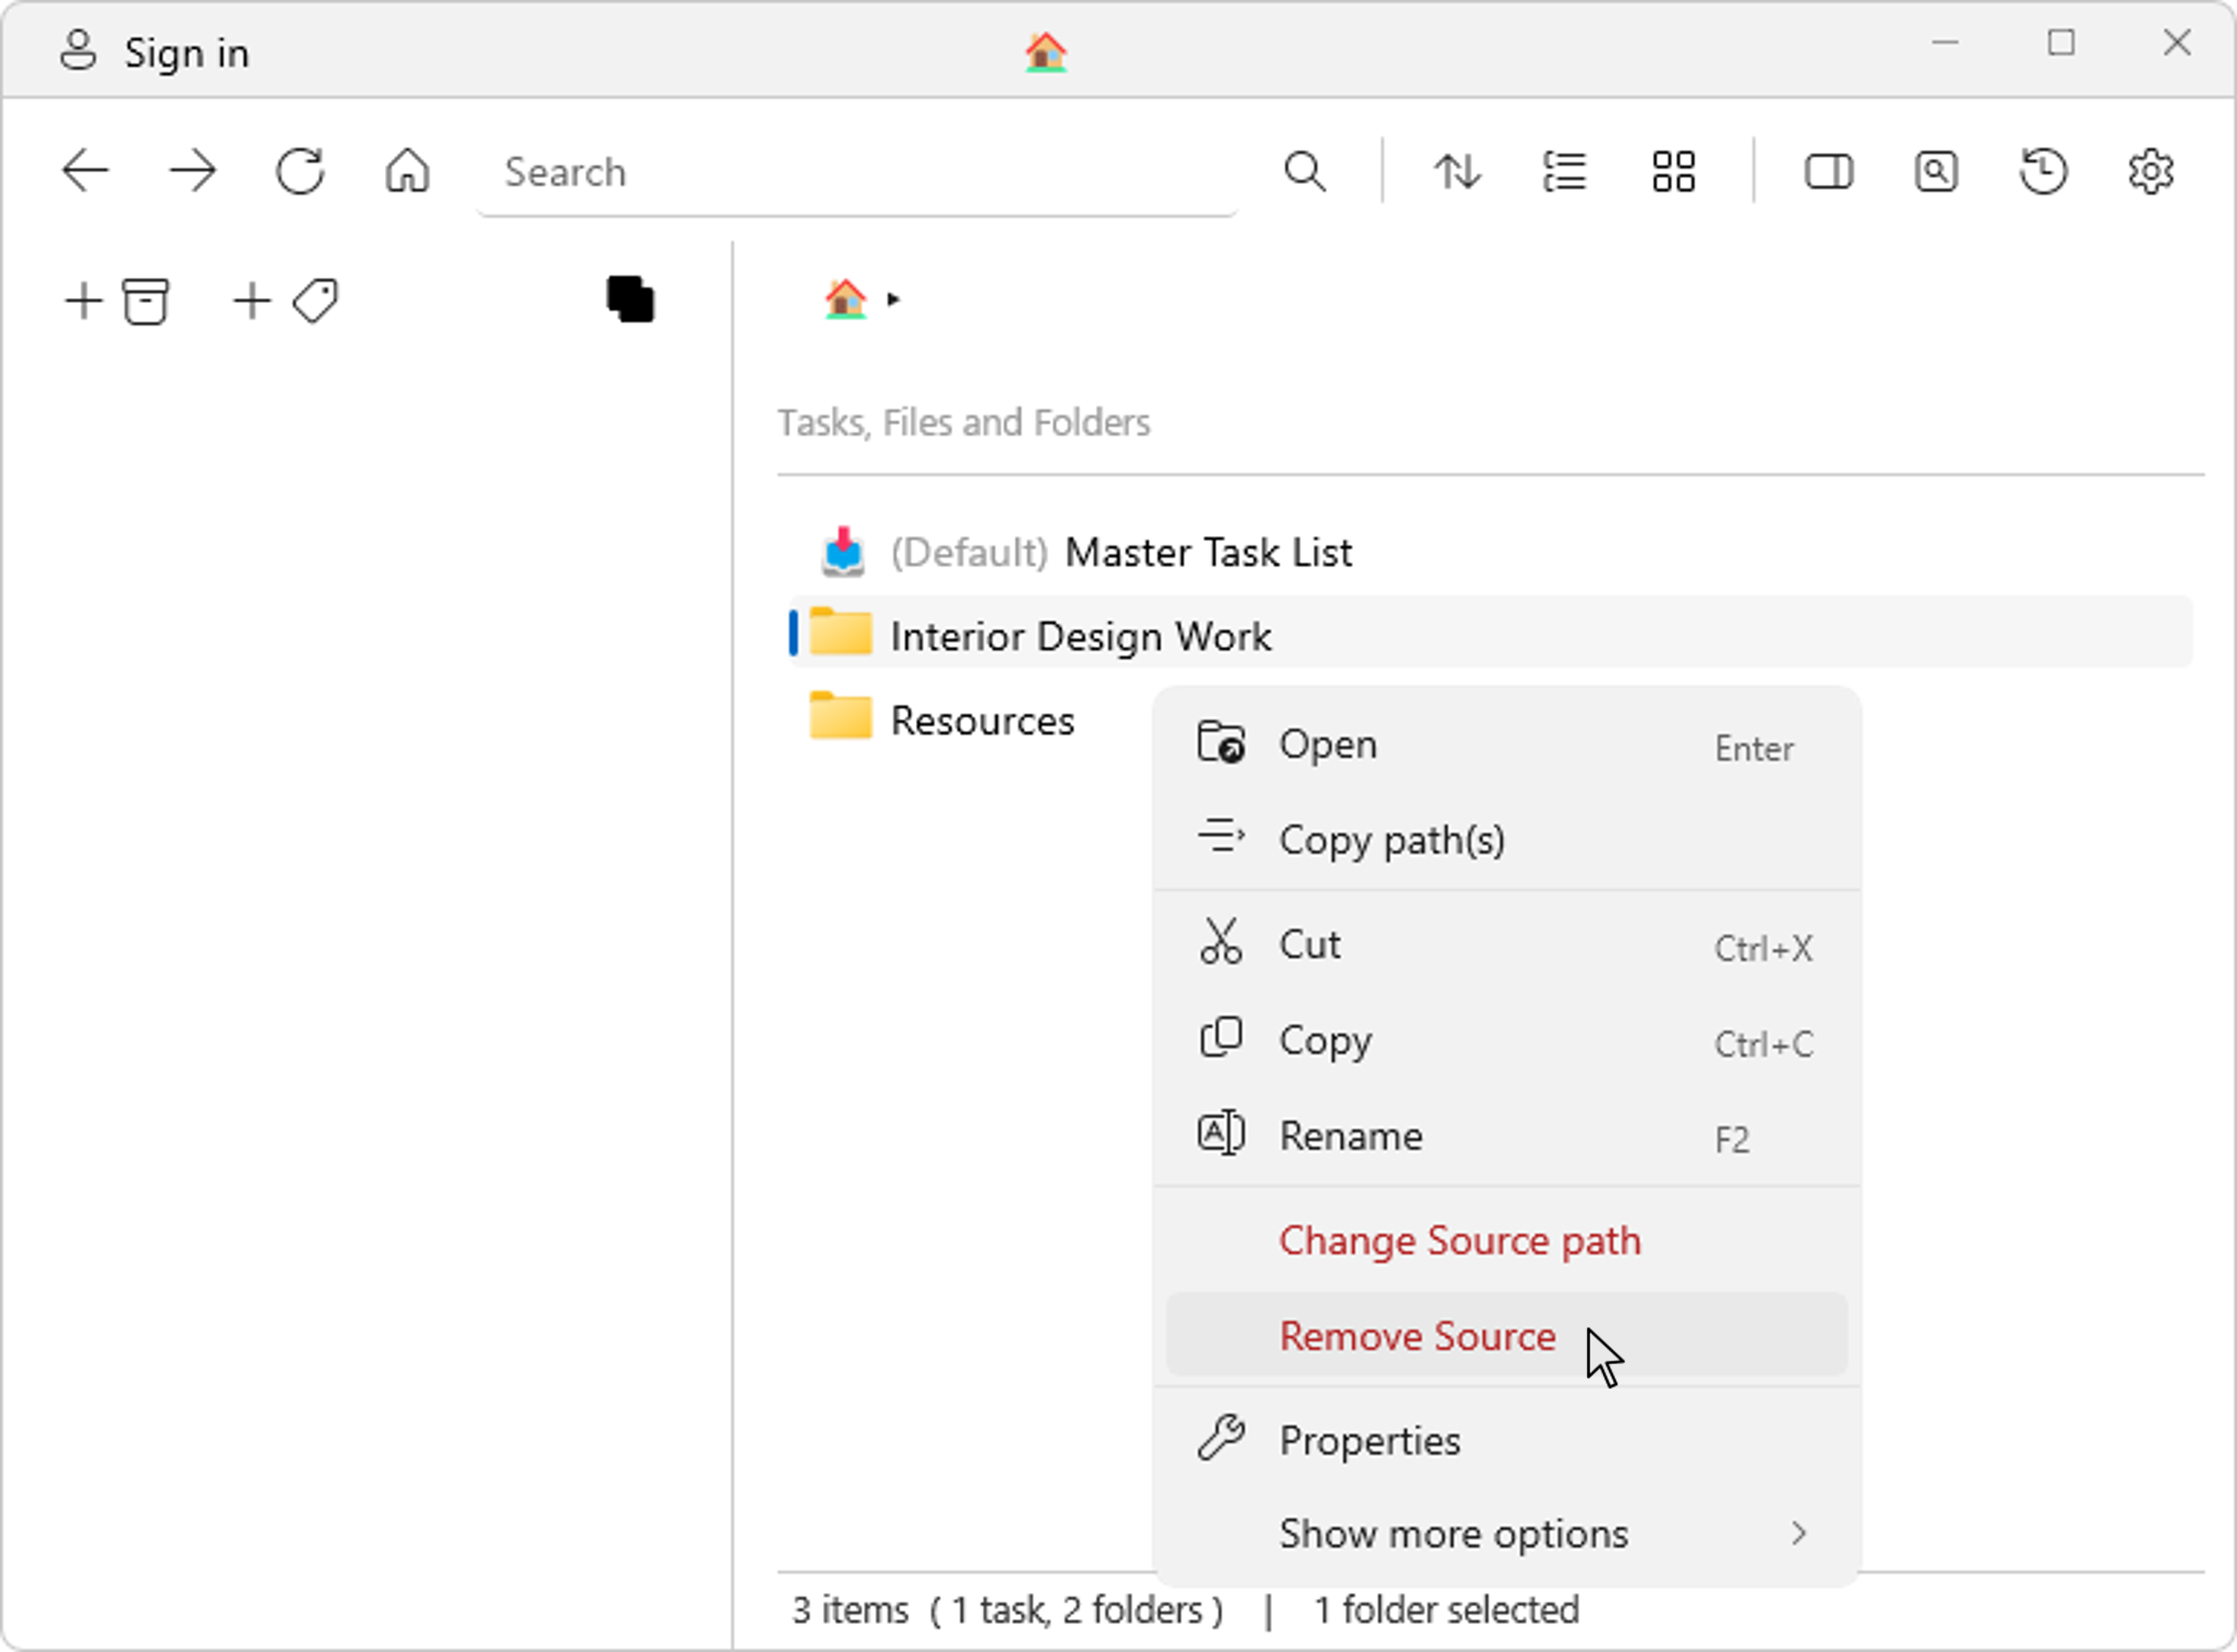 Sign in
Search
Tasks, Files and Folders
(Default) Master Task List
Interior Design Work
Resources
Open Enter
Copy path(s)
Cut Ctrl+X
Copy Ctrl+C
Rename F2
Change Source path
Remove Source
Properties
Show more options
3 items ( 1 task, 2 folders ) | 1 folder selected